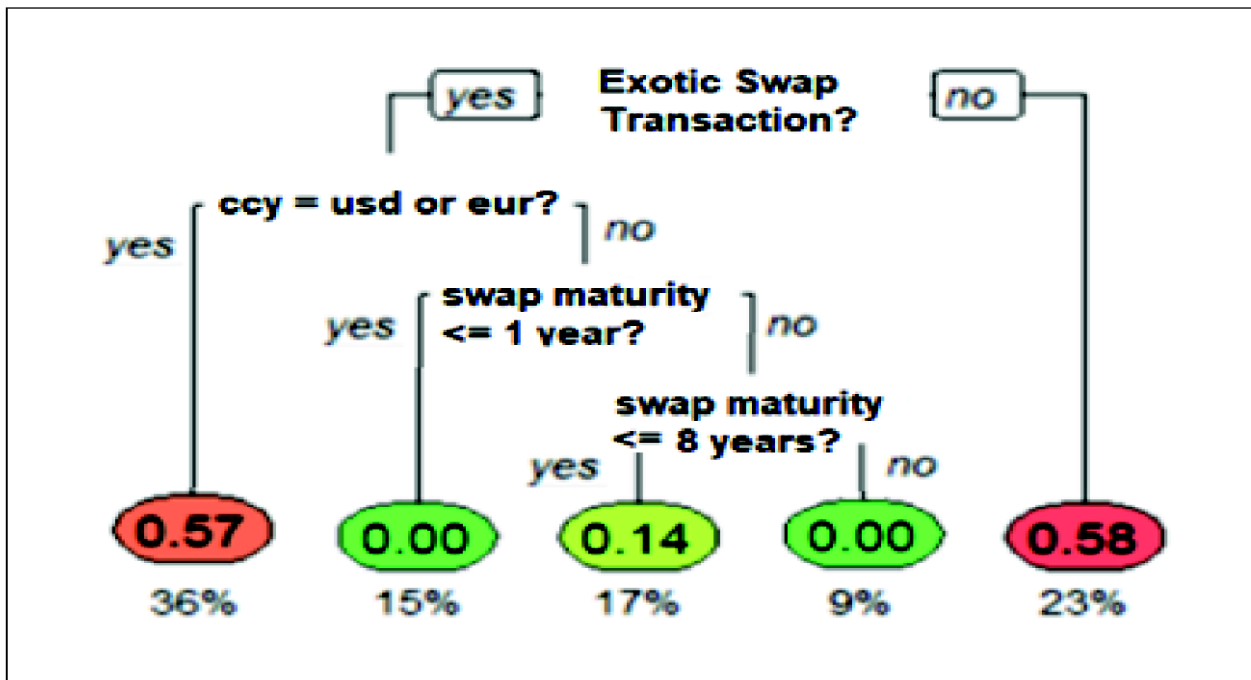 yes Exotic Swap no
Transaction?
ccy = usd or eur?
yes no
swap maturity
yes <= 1 year? no
swap maturity
<= 8 years?
yes no
0.57 0.00 0.14 0.00 0.58
36% 15% 17% 9% 23%